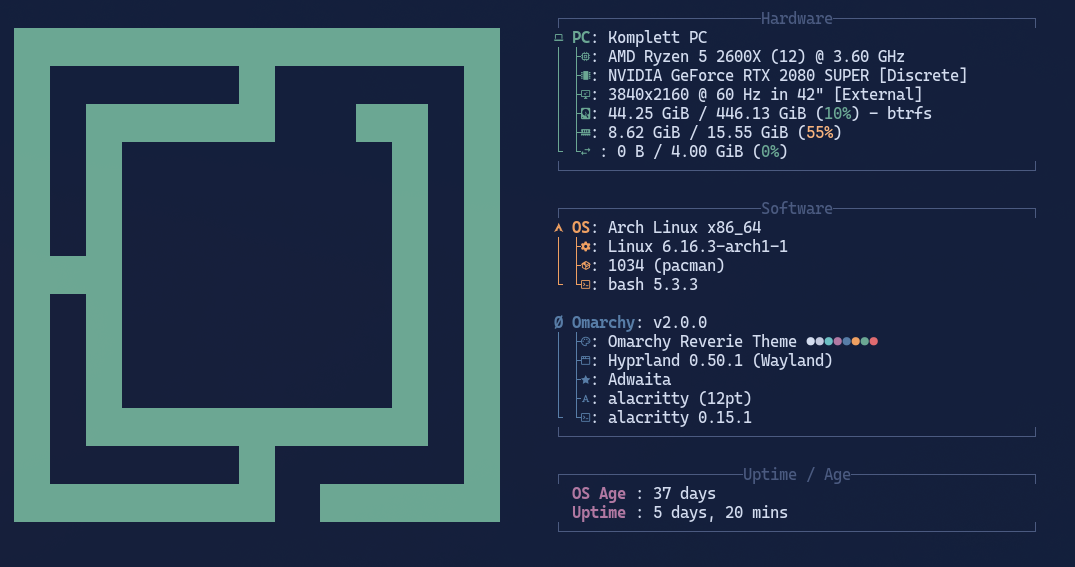 Hardware
PC: Komplett PC
: AMD Ryzen 5 2600X (12) @ 3.60 GHz
: NVIDIA GeForce RTX 2080 SUPER [Discrete]
: 3840x2160 @ 60 Hz in 42" [External]
: 44.25 GiB / 446.13 GiB (10%) - btrfs
: 8.62 GiB / 15.55 GiB (55%)
: 0 B / 4.00 GiB (0%)
Software
OS: Arch Linux x86_64
: Linux 6.16.3-arch1-1
: 1034 (pacman)
: bash 5.3.3
Ø Omarchy: v2.0.0
: Omarchy Reverie Theme
: Hyprland 0.50.1 (Wayland)
: Adwaita
: alacritty (12pt)
: alacritty 0.15.1
Uptime / Age
OS Age : 37 days
Uptime : 5 days, 20 mins